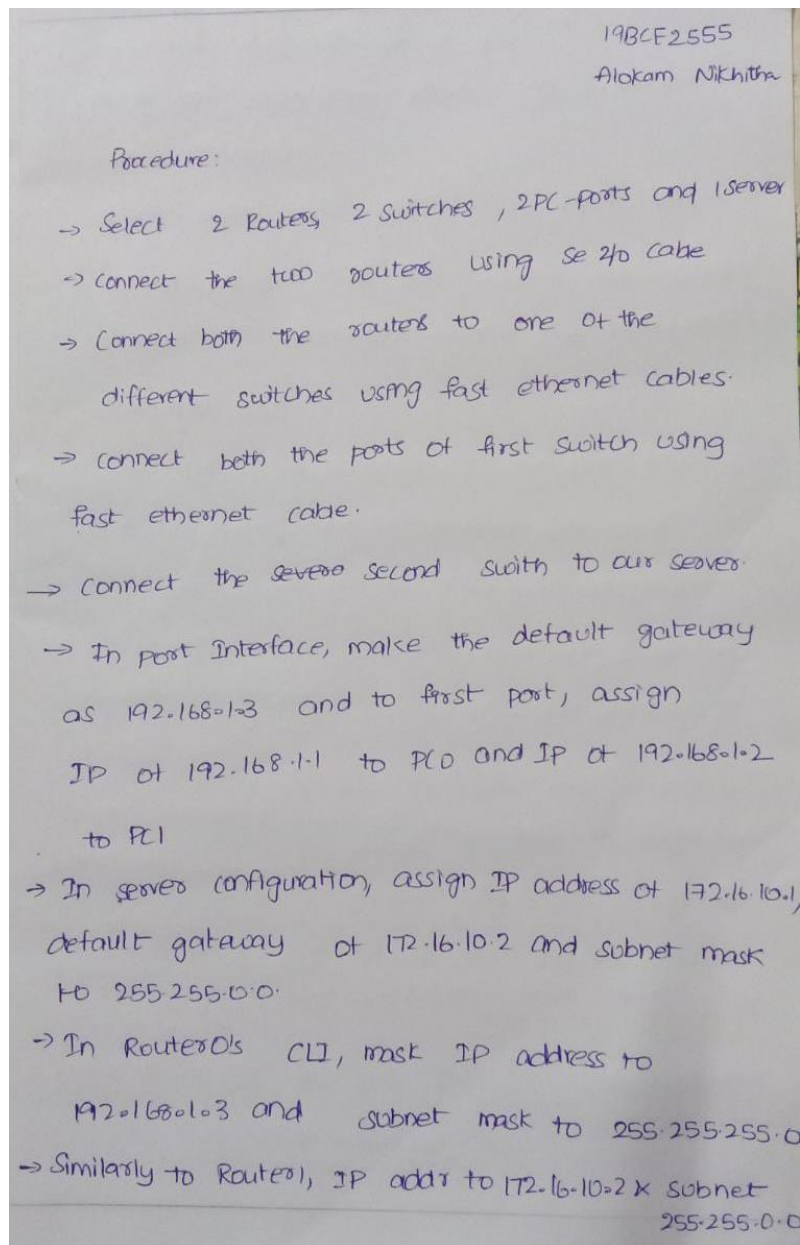 19BCF2555
Alokam Nikhitha
Procedure:
→ Select 2 Routers, 2 Switches, 2PC-ports and 1server
→ connect the two routers using se 2/0 cabe
→ Connect both the routers to one of the
different switches using fast ethernet cables.
→ connect both the ports of first switch using
fast ethernet cable.
→ connect the second swith to our server.
→ In port Interface, make the default gateway
as 192.168.1.3 and to first port, assign
IP of 192.168.1.1 to PC0 and IP of 192.168.1.2
to PC1
→ In server configuration, assign IP address of 172.16.10.1,
default gateway of 172.16.10.2 and subnet mask
to 255.255.0.0.
→ In Router0's CLI, mask IP address to
192.168.1.3 and subnet mask to 255.255.255.0
→ Similarly to Router1, IP addr to 172.16.10.2 & subnet
255.255.0.0